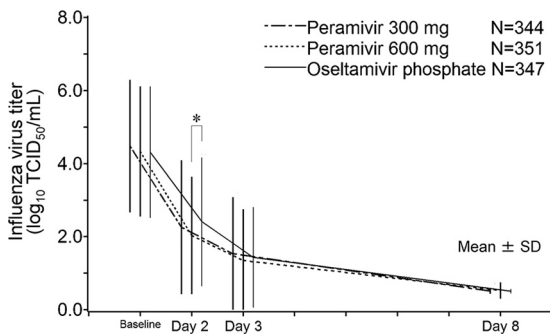 8.0
Peramivir 300 mg N=344
Peramivir 600 mg N=351
Oseltamivir phosphate N=347
6.0
*
4.0
2.0
0.0
Influenza virus titer
(log10 TCID50/mL)
Mean ± SD
Baseline Day 2 Day 3 Day 8